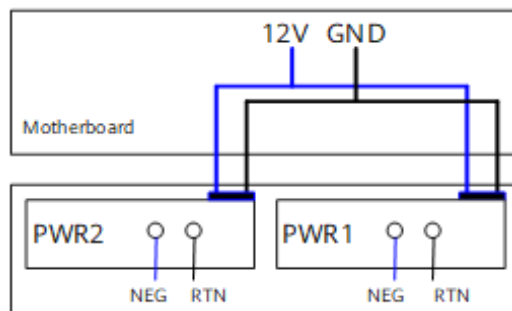 12V GND
Motherboard
PWR2
NEG RTN
PWR1
NEG RTN